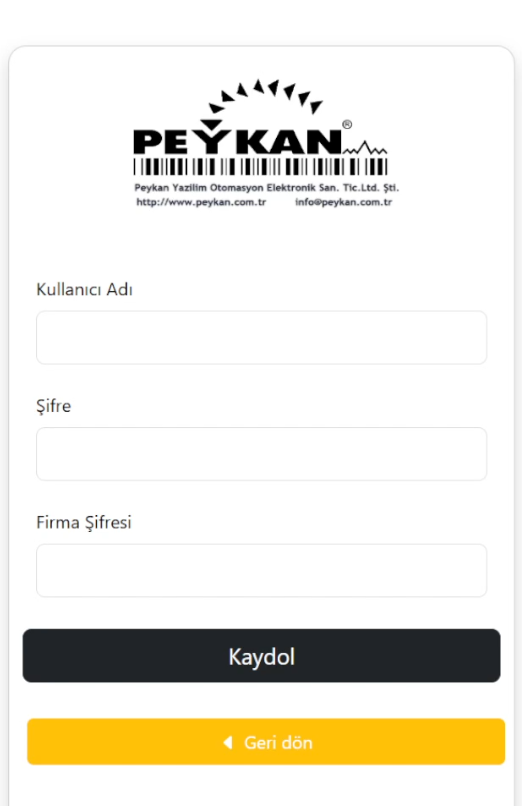 PEYKAN®
Peykan Yazilim Otomasyon Elektronik San. Tic.Ltd. Şti.
http://www.peykan.com.tr info@peykan.com.tr
Kullanıcı Adı
Şifre
Firma Şifresi
Kaydol
Geri dön